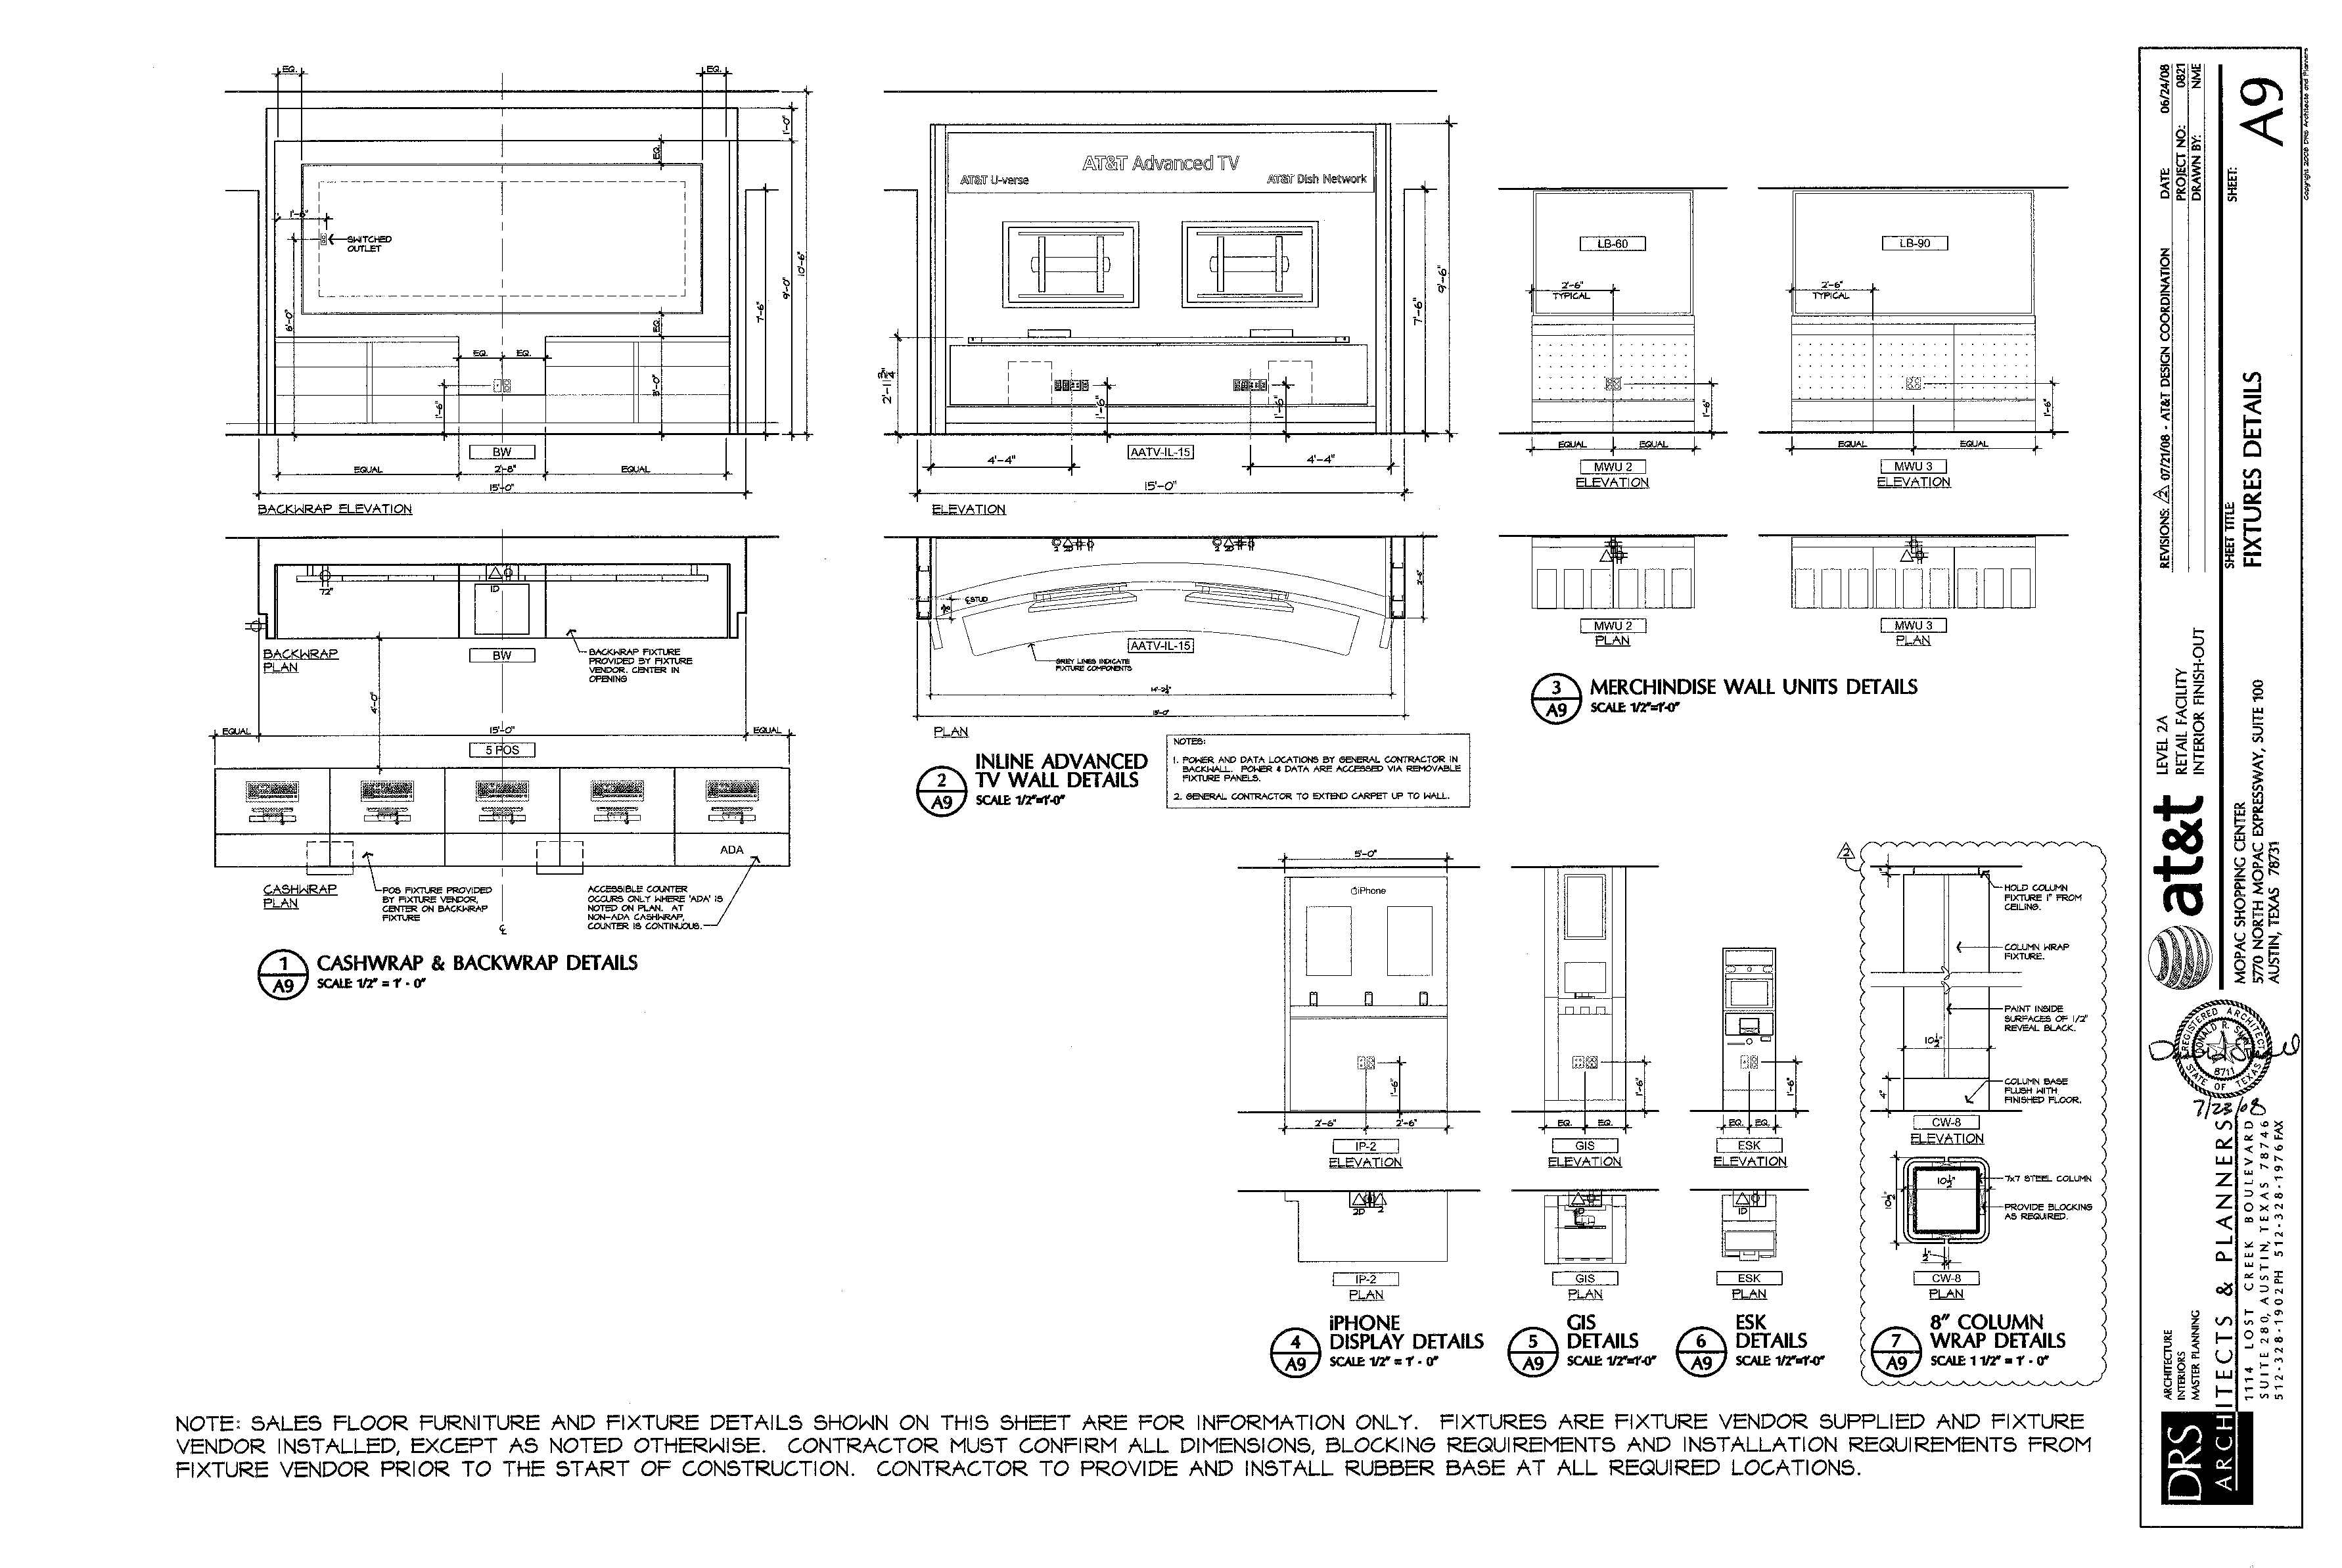 EQ.
EQ.
1'-0"
EQ.
1'-6"
SWITCHED
OUTLET
6'-0"
EQ.
EQ. EQ.
1'-6"
3'-0"
7'-6"
9'-0"
10'-6"
BW
EQUAL 2'-8" EQUAL
15'-0"
BACKWRAP ELEVATION
72"
1D
BACKWRAP
PLAN
BW
BACKWRAP FIXTURE
PROVIDED BY FIXTURE
VENDOR. CENTER IN
OPENING
4'-0"
EQUAL 15'-0" EQUAL
5 POS
ADA
CASHWRAP
PLAN
POS FIXTURE PROVIDED
BY FIXTURE VENDOR,
CENTER ON BACKWRAP
FIXTURE
ACCESSIBLE COUNTER
OCCURS ONLY WHERE 'ADA' IS
NOTED ON PLAN. AT
NON-ADA CASHWRAP,
COUNTER IS CONTINUOUS.
1
A9
CASHWRAP & BACKWRAP DETAILS
SCALE: 1/2" = 1' - 0"
AT&T Advanced TV
AT&T U-verse
AT&T Dish Network
2'-11 3/4"
1'-6"
1'-6"
7'-6"
9'-6"
4'-4"
AATV-IL-15
4'-4"
15'-0"
ELEVATION
STUD
2'-6"
AATV-IL-15
GREY LINES INDICATE
FIXTURE COMPONENTS
15'-0"
PLAN
2
A9
INLINE ADVANCED
TV WALL DETAILS
SCALE: 1/2"=1'-0"
NOTES:
1. POWER AND DATA LOCATIONS BY GENERAL CONTRACTOR IN
BACKWALL. POWER & DATA ARE ACCESSED VIA REMOVABLE
FIXTURE PANELS.
2. GENERAL CONTRACTOR TO EXTEND CARPET UP TO WALL.
LB-60
2'-6"
TYPICAL
1'-6"
EQUAL EQUAL
MWU 2
ELEVATION
LB-90
2'-6"
TYPICAL
1'-6"
EQUAL EQUAL
MWU 3
ELEVATION
MWU 2
PLAN
MWU 3
PLAN
3
A9
MERCHINDISE WALL UNITS DETAILS
SCALE: 1/2"=1'-0"
5'-0"
iPhone
1'-6"
2'-6" 2'-6"
IP-2
ELEVATION
2D 2
IP-2
PLAN
4
A9
iPHONE
DISPLAY DETAILS
SCALE: 1/2" = 1' - 0"
1'-6"
EQ. EQ.
GIS
ELEVATION
1D
GIS
PLAN
5
A9
GIS
DETAILS
SCALE: 1/2"=1'-0"
1'-6"
EQ. EQ.
ESK
ELEVATION
1D
ESK
PLAN
6
A9
ESK
DETAILS
SCALE: 1/2"=1'-0"
2
1"
HOLD COLUMN
FIXTURE 1" FROM
CEILING.
COLUMN WRAP
FIXTURE.
PAINT INSIDE
SURFACES OF 1/2"
REVEAL BLACK.
10½"
4"
COLUMN BASE
FLUSH WITH
FINISHED FLOOR.
CW-8
ELEVATION
10½"
10½"
7x7 STEEL COLUMN
PROVIDE BLOCKING
AS REQUIRED.
½"
CW-8
PLAN
7
A9
8" COLUMN
WRAP DETAILS
SCALE: 1 1/2" = 1' - 0"
NOTE: SALES FLOOR FURNITURE AND FIXTURE DETAILS SHOWN ON THIS SHEET ARE FOR INFORMATION ONLY. FIXTURES ARE FIXTURE VENDOR SUPPLIED AND FIXTURE
VENDOR INSTALLED, EXCEPT AS NOTED OTHERWISE. CONTRACTOR MUST CONFIRM ALL DIMENSIONS, BLOCKING REQUIREMENTS AND INSTALLATION REQUIREMENTS FROM
FIXTURE VENDOR PRIOR TO THE START OF CONSTRUCTION. CONTRACTOR TO PROVIDE AND INSTALL RUBBER BASE AT ALL REQUIRED LOCATIONS.
REVISIONS: 2 07/21/08 - AT&T DESIGN COORDINATION
DATE: 06/24/08
PROJECT NO.: 0821
DRAWN BY: NME
SHEET TITLE:
FIXTURES DETAILS
SHEET:
A9
Copyright 2008 DRS Architects and Planners
at&t
LEVEL 2A
RETAIL FACILITY
INTERIOR FINISH-OUT
MOPAC SHOPPING CENTER
5770 NORTH MOPAC EXPRESSWAY, SUITE 100
AUSTIN, TEXAS 78731
REGISTERED ARCHITECT
DONALD R. SMITH
8711
STATE OF TEXAS
7/23/08
ARCHITECTURE
INTERIORS
MASTER PLANNING
DRS
ARCHITECTS & PLANNERS
1114 LOST CREEK BOULEVARD
SUITE 280, AUSTIN, TEXAS 78746
512-328-1902PH 512-328-1976FAX